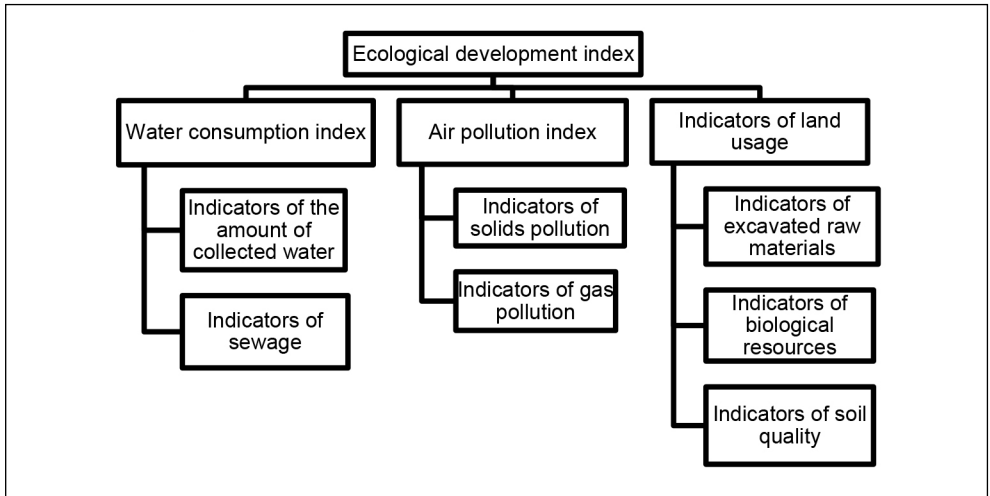 Ecological development index
Water consumption index
Indicators of the
amount of
collected water
Indicators of
sewage
Air pollution index
Indicators of
solids pollution
Indicators of gas
pollution
Indicators of land
usage
Indicators of
excavated raw
materials
Indicators of
biological
resources
Indicators of soil
quality